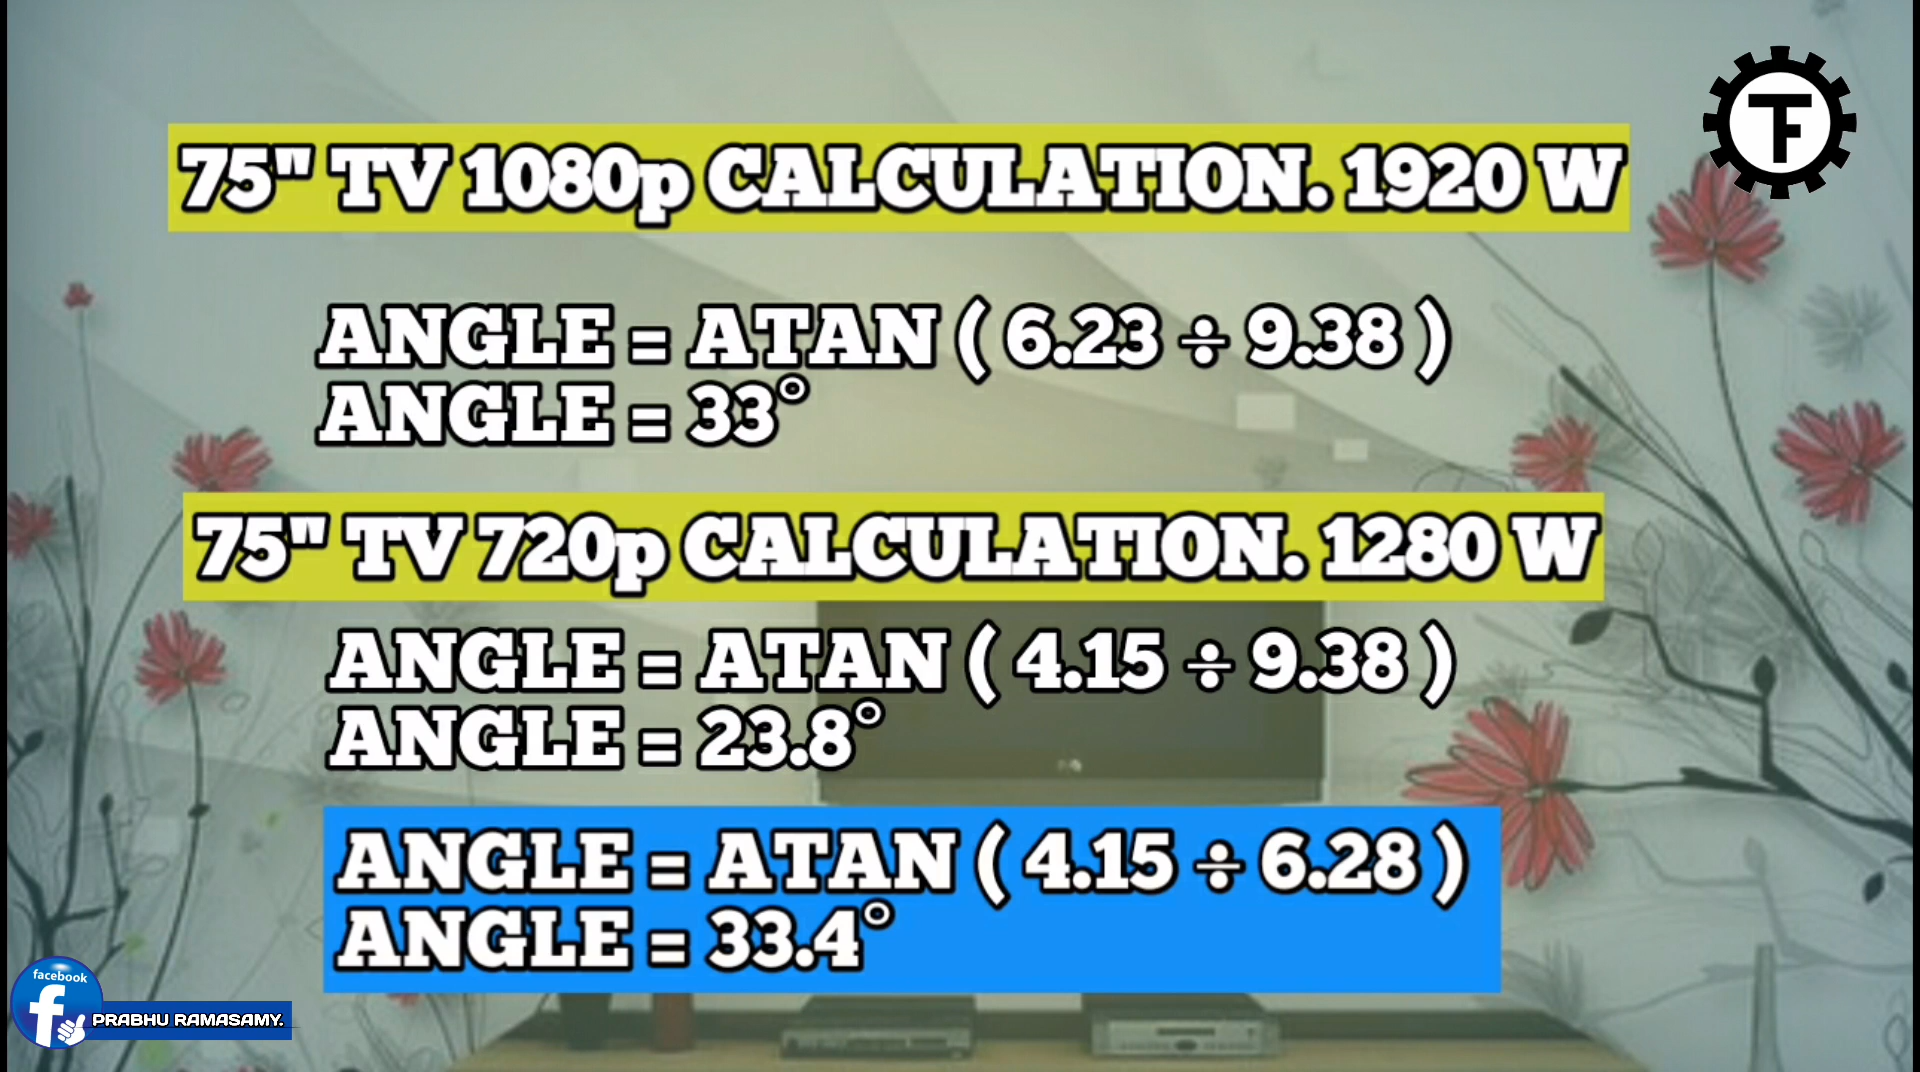 75" TV 1080p CALCULATION. 1920 W
TF
ANGLE = ATAN ( 6.23 ÷ 9.38 )
ANGLE = 33°
75" TV 720p CALCULATION. 1280 W
ANGLE = ATAN ( 4.15 ÷ 9.38 )
ANGLE = 23.8°
ANGLE = ATAN ( 4.15 ÷ 6.28 )
ANGLE = 33.4°
facebook
f
PRABHU RAMASAMY.